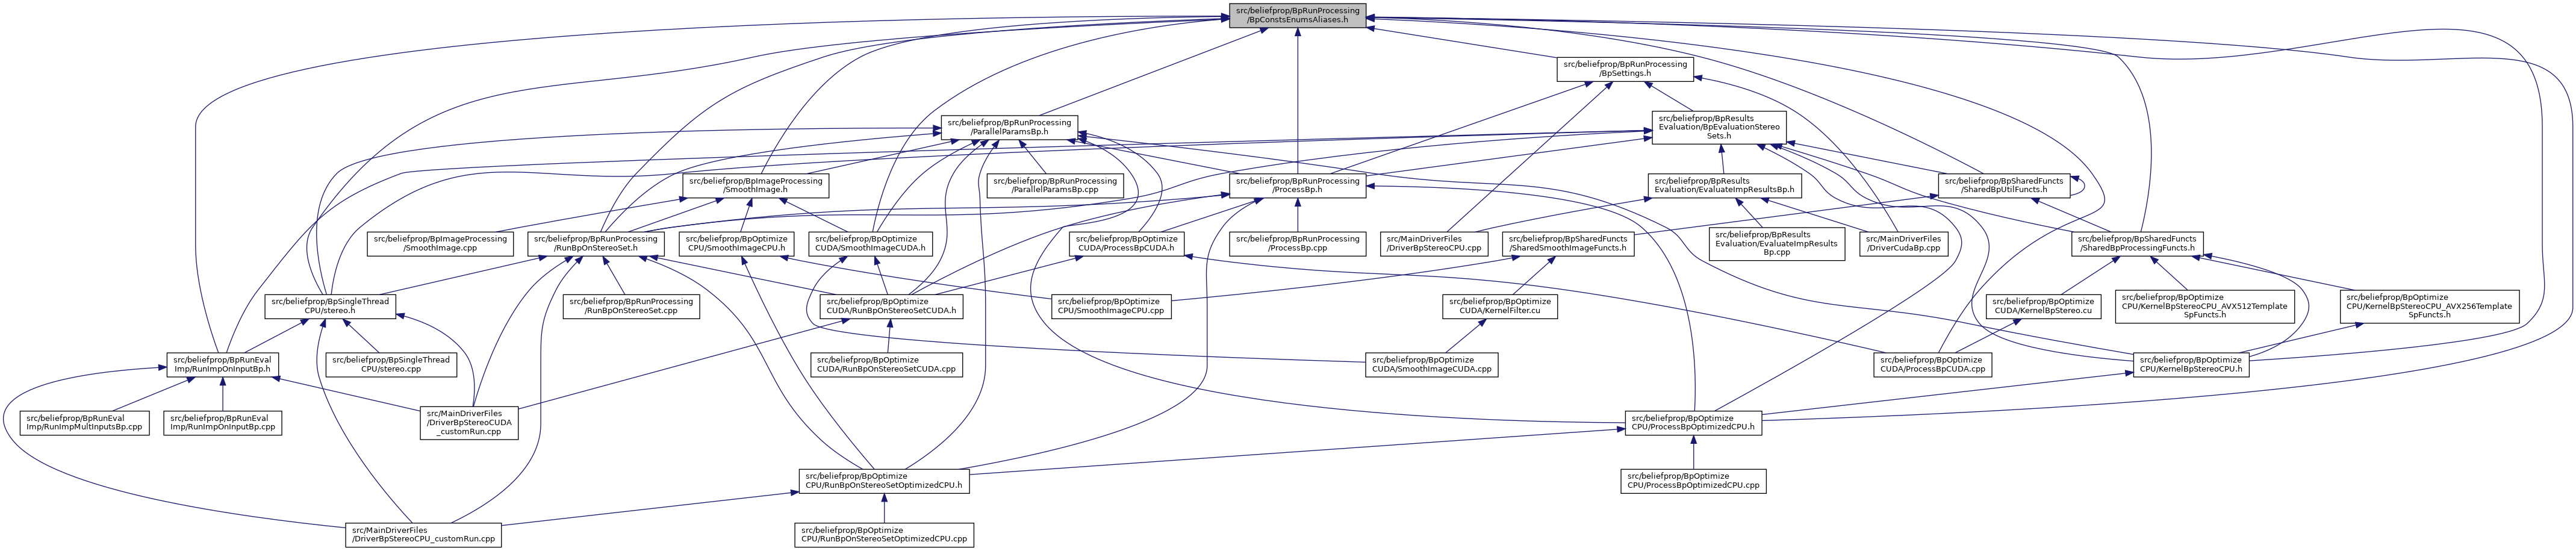 src/beliefprop/BpRunProcessing
/BpConstsEnumsAliases.h
src/beliefprop/BpRunProcessing
/BpSettings.h
src/beliefprop/BpRunProcessing
/ParallelParamsBp.h
src/beliefprop/BpResults
Evaluation/BpEvaluationStereo
Sets.h
src/beliefprop/BpImageProcessing
/SmoothImage.h
src/beliefprop/BpRunProcessing
/ParallelParamsBp.cpp
src/beliefprop/BpRunProcessing
/ProcessBp.h
src/beliefprop/BpResults
Evaluation/EvaluateImpResultsBp.h
src/beliefprop/BpSharedFuncts
/SharedBpUtilFuncts.h
src/beliefprop/BpImageProcessing
/SmoothImage.cpp
src/beliefprop/BpRunProcessing
/RunBpOnStereoSet.h
src/beliefprop/BpOptimize
CPU/SmoothImageCPU.h
src/beliefprop/BpOptimize
CUDA/SmoothImageCUDA.h
src/beliefprop/BpOptimize
CUDA/ProcessBpCUDA.h
src/beliefprop/BpRunProcessing
/ProcessBp.cpp
src/MainDriverFiles
/DriverBpStereoCPU.cpp
src/beliefprop/BpSharedFuncts
/SharedSmoothImageFuncts.h
src/beliefprop/BpResults
Evaluation/EvaluateImpResults
Bp.cpp
src/MainDriverFiles
/DriverCudaBp.cpp
src/beliefprop/BpSharedFuncts
/SharedBpProcessingFuncts.h
src/beliefprop/BpSingleThread
CPU/stereo.h
src/beliefprop/BpRunProcessing
/RunBpOnStereoSet.cpp
src/beliefprop/BpOptimize
CUDA/RunBpOnStereoSetCUDA.h
src/beliefprop/BpOptimize
CPU/SmoothImageCPU.cpp
src/beliefprop/BpOptimize
CUDA/KernelFilter.cu
src/beliefprop/BpOptimize
CUDA/KernelBpStereo.cu
src/beliefprop/BpOptimize
CPU/KernelBpStereoCPU_AVX512Template
SpFuncts.h
src/beliefprop/BpOptimize
CPU/KernelBpStereoCPU_AVX256Template
SpFuncts.h
src/beliefprop/BpRunEval
Imp/RunImpOnInputBp.h
src/beliefprop/BpSingleThread
CPU/stereo.cpp
src/beliefprop/BpOptimize
CUDA/RunBpOnStereoSetCUDA.cpp
src/beliefprop/BpOptimize
CUDA/SmoothImageCUDA.cpp
src/beliefprop/BpOptimize
CUDA/ProcessBpCUDA.cpp
src/beliefprop/BpOptimize
CPU/KernelBpStereoCPU.h
src/beliefprop/BpRunEval
Imp/RunImpMultInputsBp.cpp
src/beliefprop/BpRunEval
Imp/RunImpOnInputBp.cpp
src/MainDriverFiles
/DriverBpStereoCUDA
_customRun.cpp
src/beliefprop/BpOptimize
CPU/ProcessBpOptimizedCPU.h
src/beliefprop/BpOptimize
CPU/RunBpOnStereoSetOptimizedCPU.h
src/beliefprop/BpOptimize
CPU/ProcessBpOptimizedCPU.cpp
src/MainDriverFiles
/DriverBpStereoCPU_customRun.cpp
src/beliefprop/BpOptimize
CPU/RunBpOnStereoSetOptimizedCPU.cpp